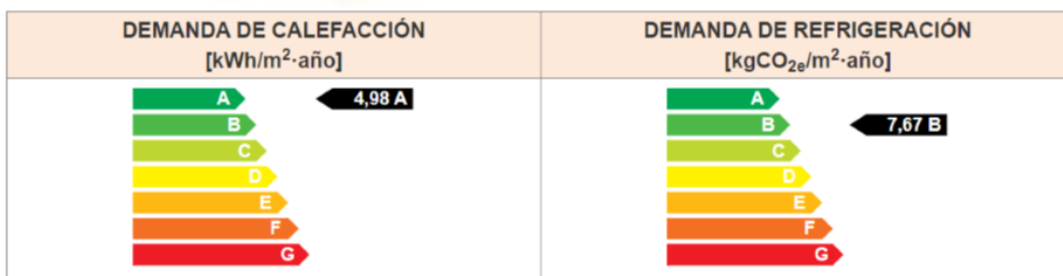 DEMANDA DE CALEFACCIÓN
[kWh/m²·año]
A
4,98 A
B
C
D
E
F
G
DEMANDA DE REFRIGERACIÓN
[kgCO₂e/m²·año]
A
B
7,67 B
C
D
E
F
G